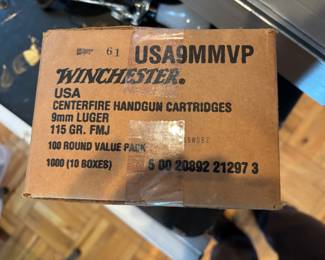 61 USA9MMVP
WINCHESTER®
USA
CENTERFIRE HANDGUN CARTRIDGES
9mm LUGER
115 GR. FMJ
100 ROUND VALUE PACK
1000 (10 BOXES) 5 00 20892 21297 3